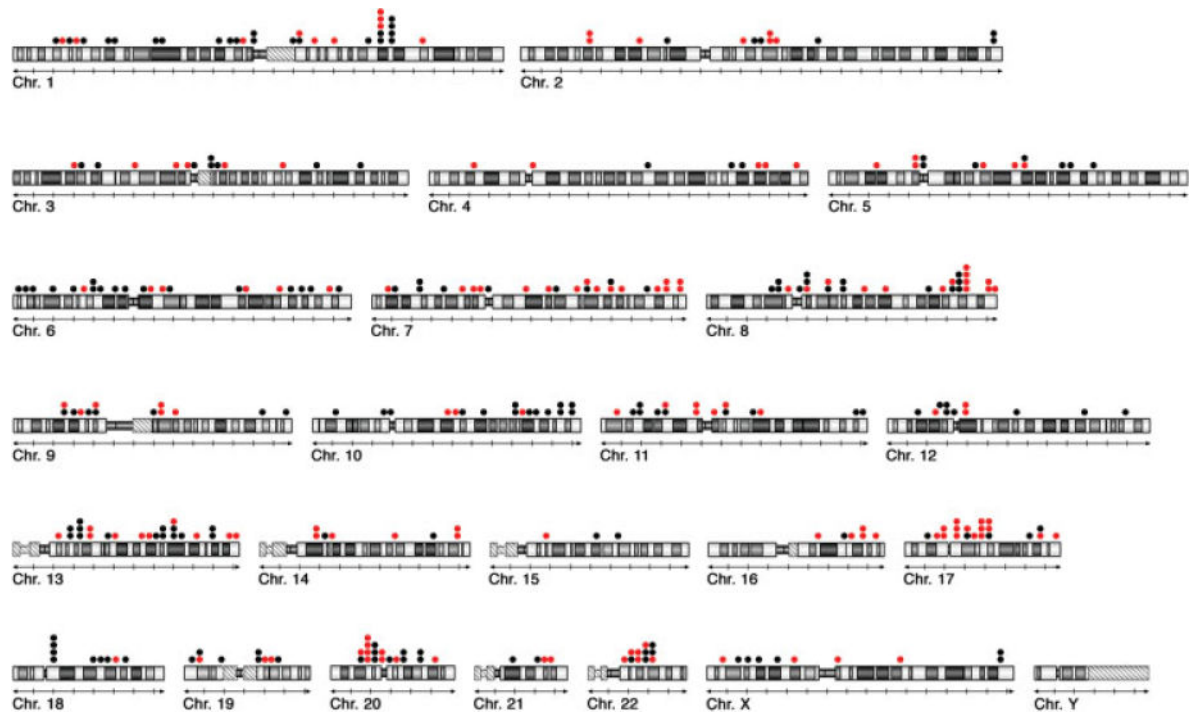 Chr. 1
Chr. 2
Chr. 3
Chr. 4
Chr. 5
Chr. 6
Chr. 7
Chr. 8
Chr. 9
Chr. 10
Chr. 11
Chr. 12
Chr. 13
Chr. 14
Chr. 15
Chr. 16
Chr. 17
Chr. 18
Chr. 19
Chr. 20
Chr. 21
Chr. 22
Chr. X
Chr. Y